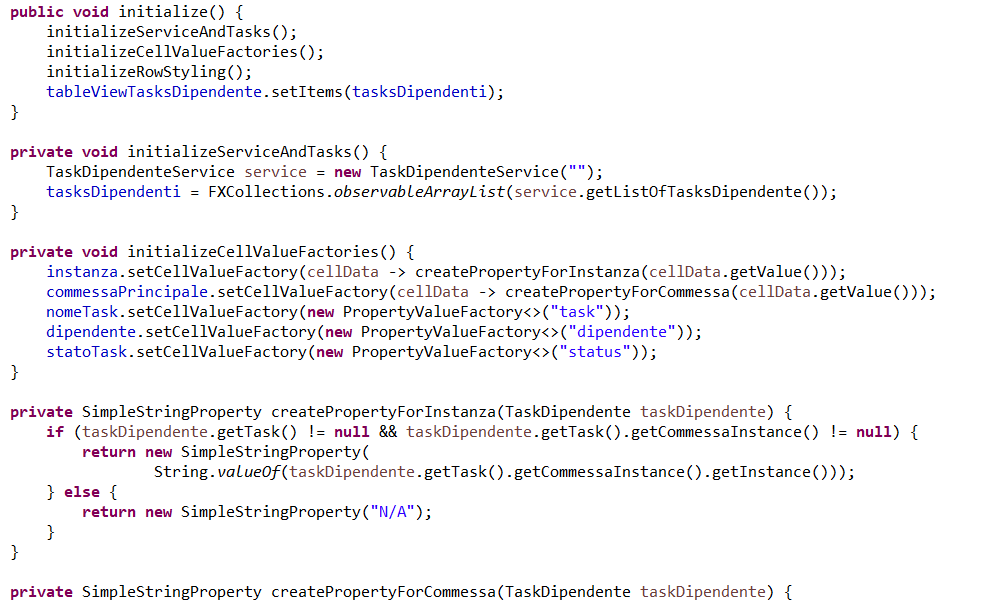 public void initialize() {
    initializeServiceAndTasks();
    initializeCellValueFactories();
    initializeRowStyling();
    tableViewTasksDipendente.setItems(tasksDipendenti);
}

private void initializeServiceAndTasks() {
    TaskDipendenteService service = new TaskDipendenteService("");
    tasksDipendenti = FXCollections.observableArrayList(service.getListOfTasksDipendente());
}

private void initializeCellValueFactories() {
    instanza.setCellValueFactory(cellData -> createPropertyForInstanza(cellData.getValue()));
    commessaPrincipale.setCellValueFactory(cellData -> createPropertyForCommessa(cellData.getValue()));
    nomeTask.setCellValueFactory(new PropertyValueFactory<>("task"));
    dipendente.setCellValueFactory(new PropertyValueFactory<>("dipendente"));
    statoTask.setCellValueFactory(new PropertyValueFactory<>("status"));
}

private SimpleStringProperty createPropertyForInstanza(TaskDipendente taskDipendente) {
    if (taskDipendente.getTask() != null && taskDipendente.getTask().getCommessaInstance() != null) {
        return new SimpleStringProperty(
                String.valueOf(taskDipendente.getTask().getCommessaInstance().getInstance()));
    } else {
        return new SimpleStringProperty("N/A");
    }
}

private SimpleStringProperty createPropertyForCommessa(TaskDipendente taskDipendente) {